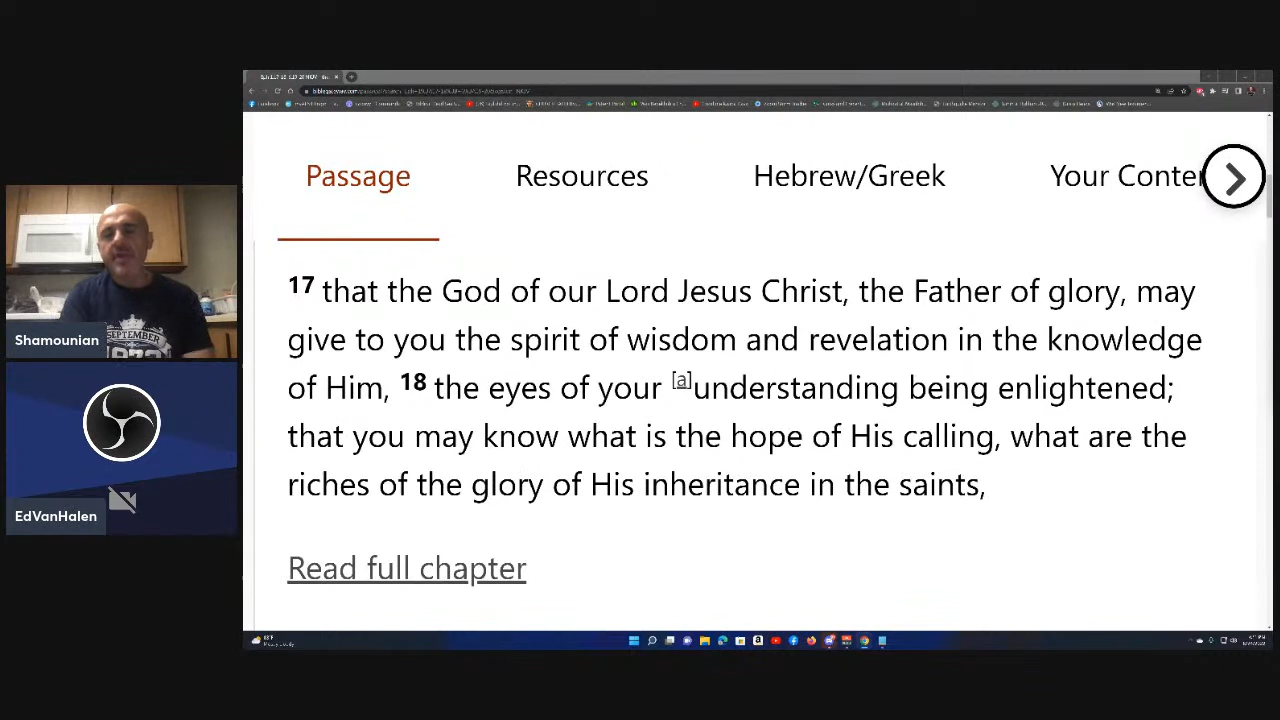 Passage
Resources
Hebrew/Greek
Your Conte
17 that the God of our Lord Jesus Christ, the Father of glory, may
give to you the spirit of wisdom and revelation in the knowledge
of Him, 18 the eyes of your [a]understanding being enlightened;
that you may know what is the hope of His calling, what are the
riches of the glory of His inheritance in the saints,
Read full chapter
SEPTEMBER
Shamounian
EdVanHalen